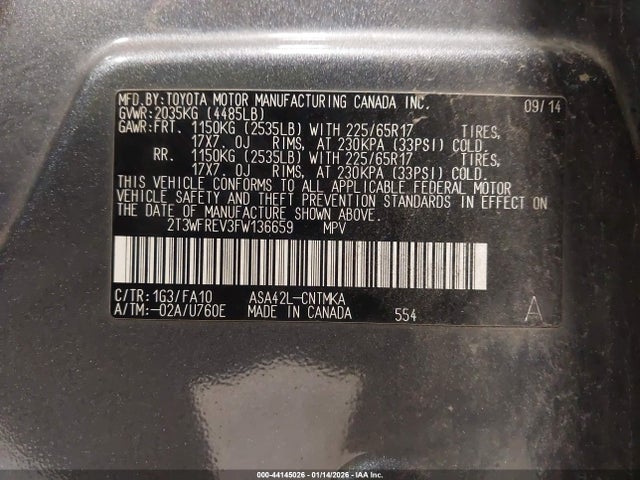 MFD.BY:TOYOTA MOTOR MANUFACTURING CANADA INC. 09/14
GVWR:2035KG (4485LB)
GAWR:FRT. 1150KG (2535LB) WITH 225/65R17 TIRES,
17X7. 0J RIMS, AT 230KPA (33PSI) COLD.
RR. 1150KG (2535LB) WITH 225/65R17 TIRES,
17X7. 0J RIMS, AT 230KPA (33PSI) COLD.
THIS VEHICLE CONFORMS TO ALL APPLICABLE FEDERAL MOTOR
VEHICLE SAFETY AND THEFT PREVENTION STANDARDS IN EFFECT ON
THE DATE OF MANUFACTURE SHOWN ABOVE.
2T3WFREV3FW136659 MPV
C/TR: 1G3/FA10 ASA42L-CNTMKA
A/TM:-02A/U760E MADE IN CANADA 554 A
000-44145026 - 01/14/2026 - © IAA Inc.